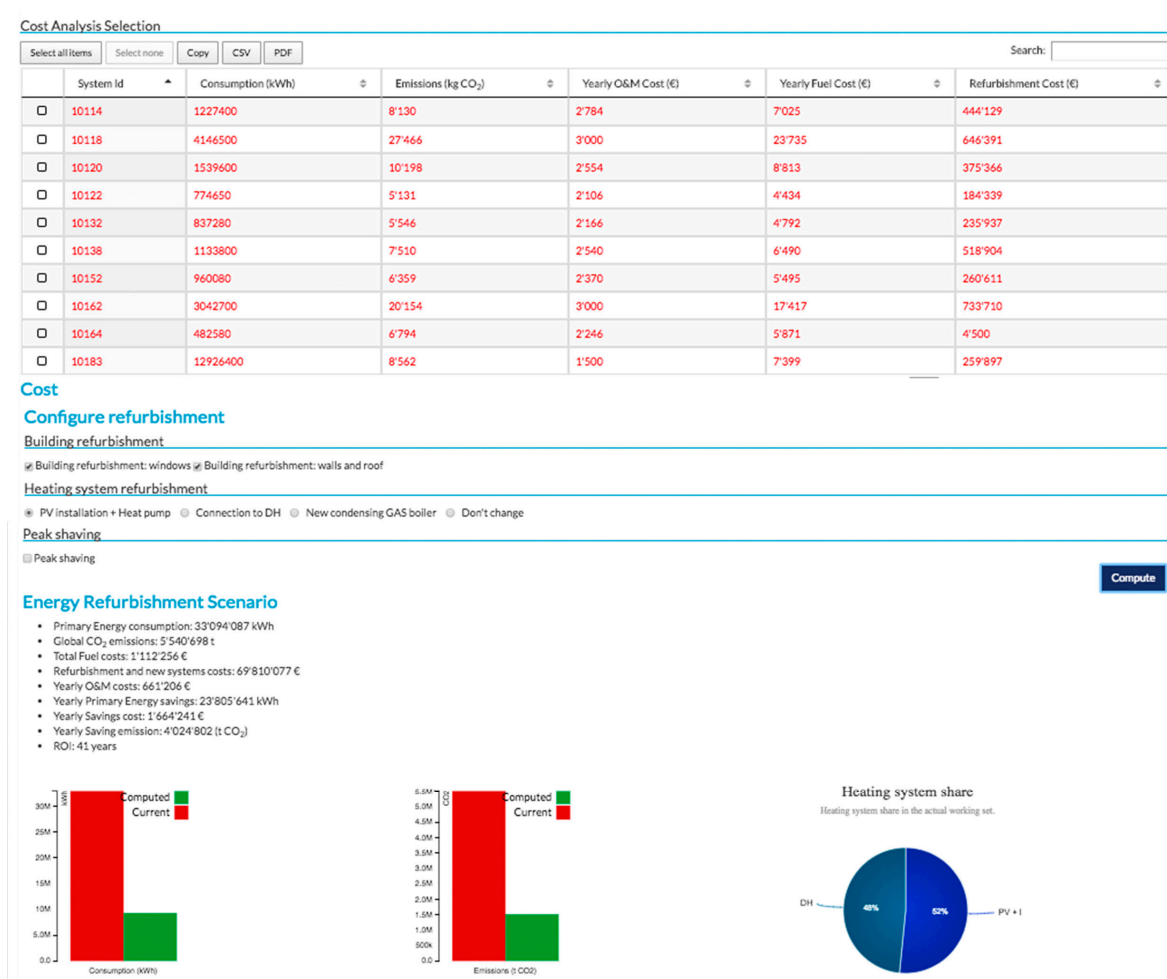 Cost Analysis Selection
Select all items Select none Copy CSV PDF Search:
System Id Consumption (kWh) Emissions (kg CO₂) Yearly O&M Cost (€) Yearly Fuel Cost (€) Refurbishment Cost (€)
10114 1227400 8'130 2'784 7'025 444'129
10118 4146500 27'466 3'000 23'735 646'391
10120 1539600 10'198 2'554 8'813 375'366
10122 774650 5'131 2'106 4'434 184'339
10132 837280 5'546 2'166 4'792 235'937
10138 1133800 7'510 2'540 6'490 518'904
10152 960080 6'359 2'370 5'495 260'611
10162 3042700 20'154 3'000 17'417 733'710
10164 482580 6'794 2'246 5'871 4'500
10183 12926400 8'562 1'500 7'399 259'897
Cost
Configure refurbishment
Building refurbishment
Building refurbishment: windows Building refurbishment: walls and roof
Heating system refurbishment
PV installation + Heat pump Connection to DH New condensing GAS boiler Don't change
Peak shaving
Peak shaving
Compute
Energy Refurbishment Scenario
• Primary Energy consumption: 33'094'087 kWh
• Global CO₂ emissions: 5'540'698 t
• Total Fuel costs: 1'112'256 €
• Refurbishment and new systems costs: 69'810'077 €
• Yearly O&M costs: 661'206 €
• Yearly Primary Energy savings: 23'805'641 kWh
• Yearly Savings cost: 1'664'241 €
• Yearly Saving emission: 4'024'802 (t CO₂)
• ROI: 41 years
kWh
Computed
Current
30M
25M
20M
15M
10M
5.0M
0.0
Consumption (kWh)
CO2
Computed
Current
5.5M
5.0M
4.5M
4.0M
3.5M
3.0M
2.5M
2.0M
1.5M
1.0M
500k
0.0
Emissions (t CO2)
Heating system share
Heating system share in the actual working set.
DH
48%
52%
PV + I